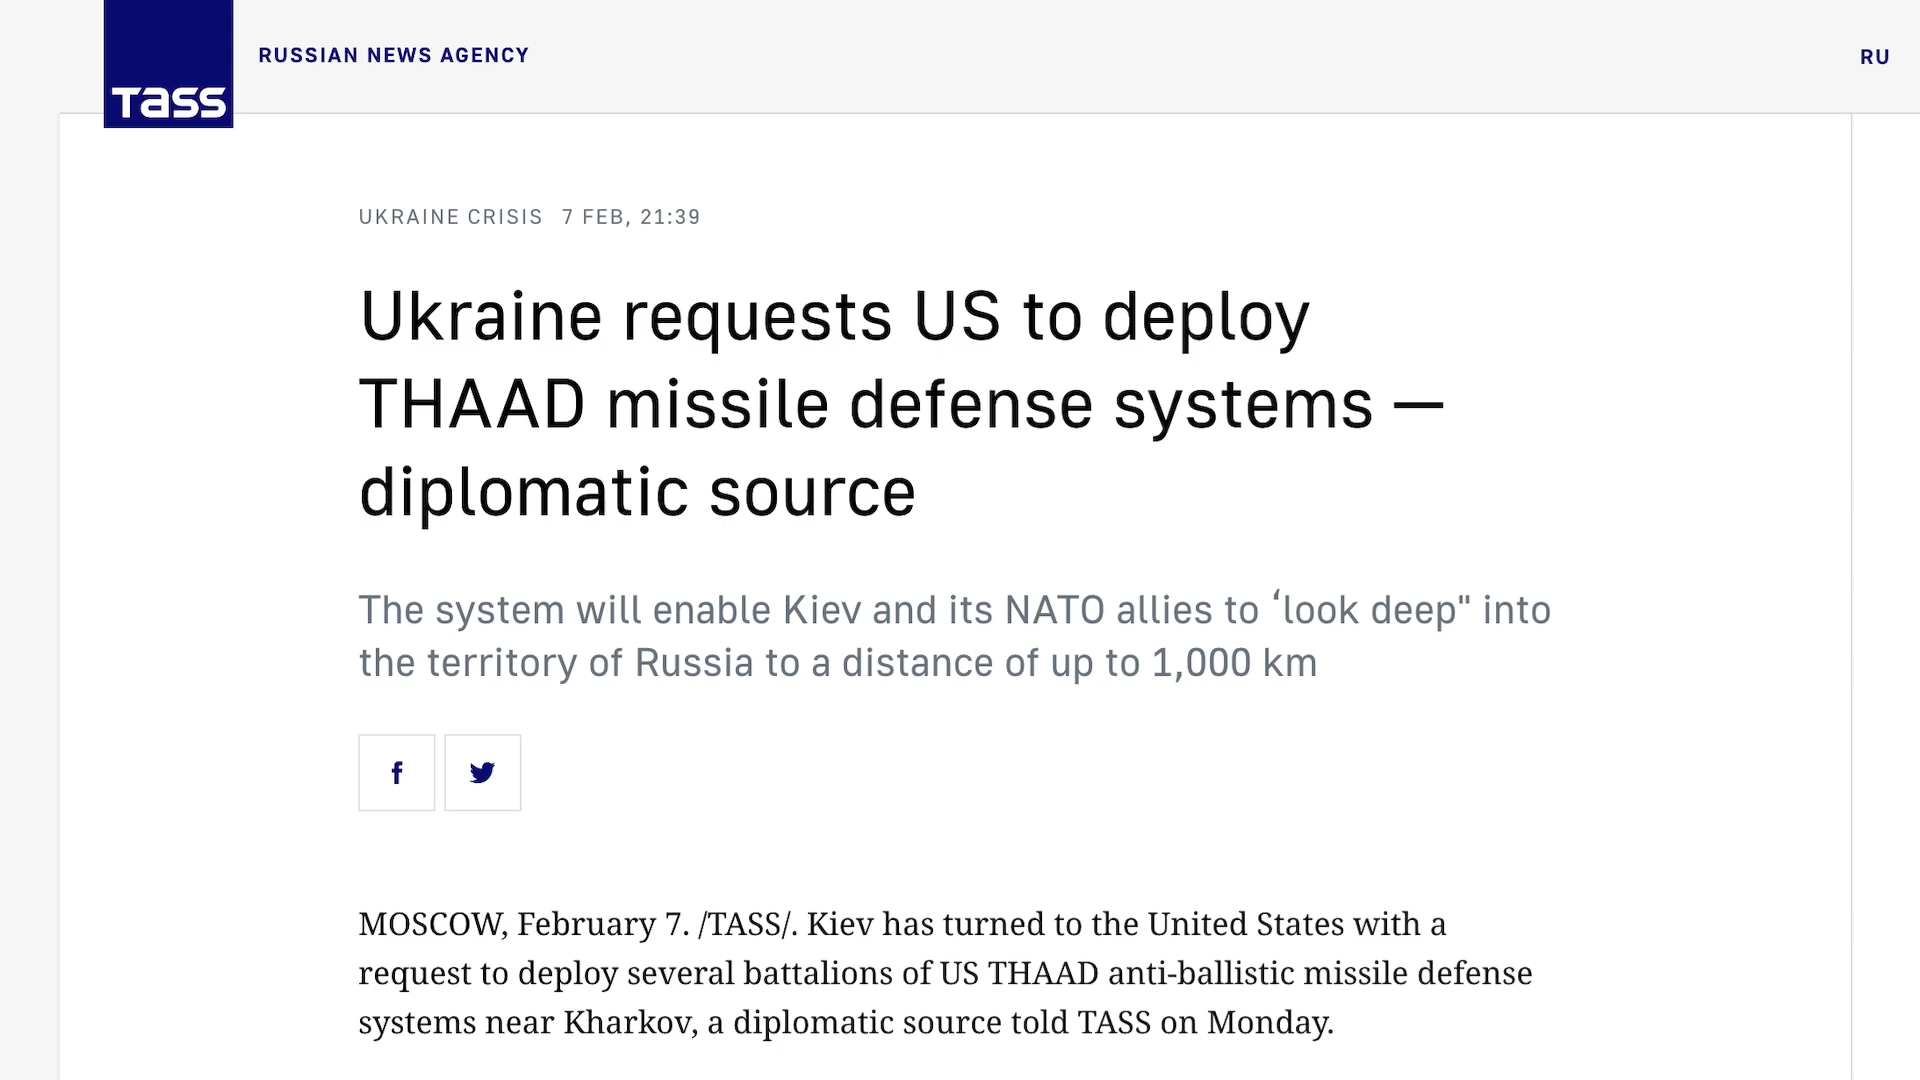 RUSSIAN NEWS AGENCY
RU
TASS
UKRAINE CRISIS 7 FEB, 21:39
Ukraine requests US to deploy
THAAD missile defense systems —
diplomatic source
The system will enable Kiev and its NATO allies to ‘look deep" into
the territory of Russia to a distance of up to 1,000 km
f
MOSCOW, February 7. /TASS/. Kiev has turned to the United States with a
request to deploy several battalions of US THAAD anti-ballistic missile defense
systems near Kharkov, a diplomatic source told TASS on Monday.